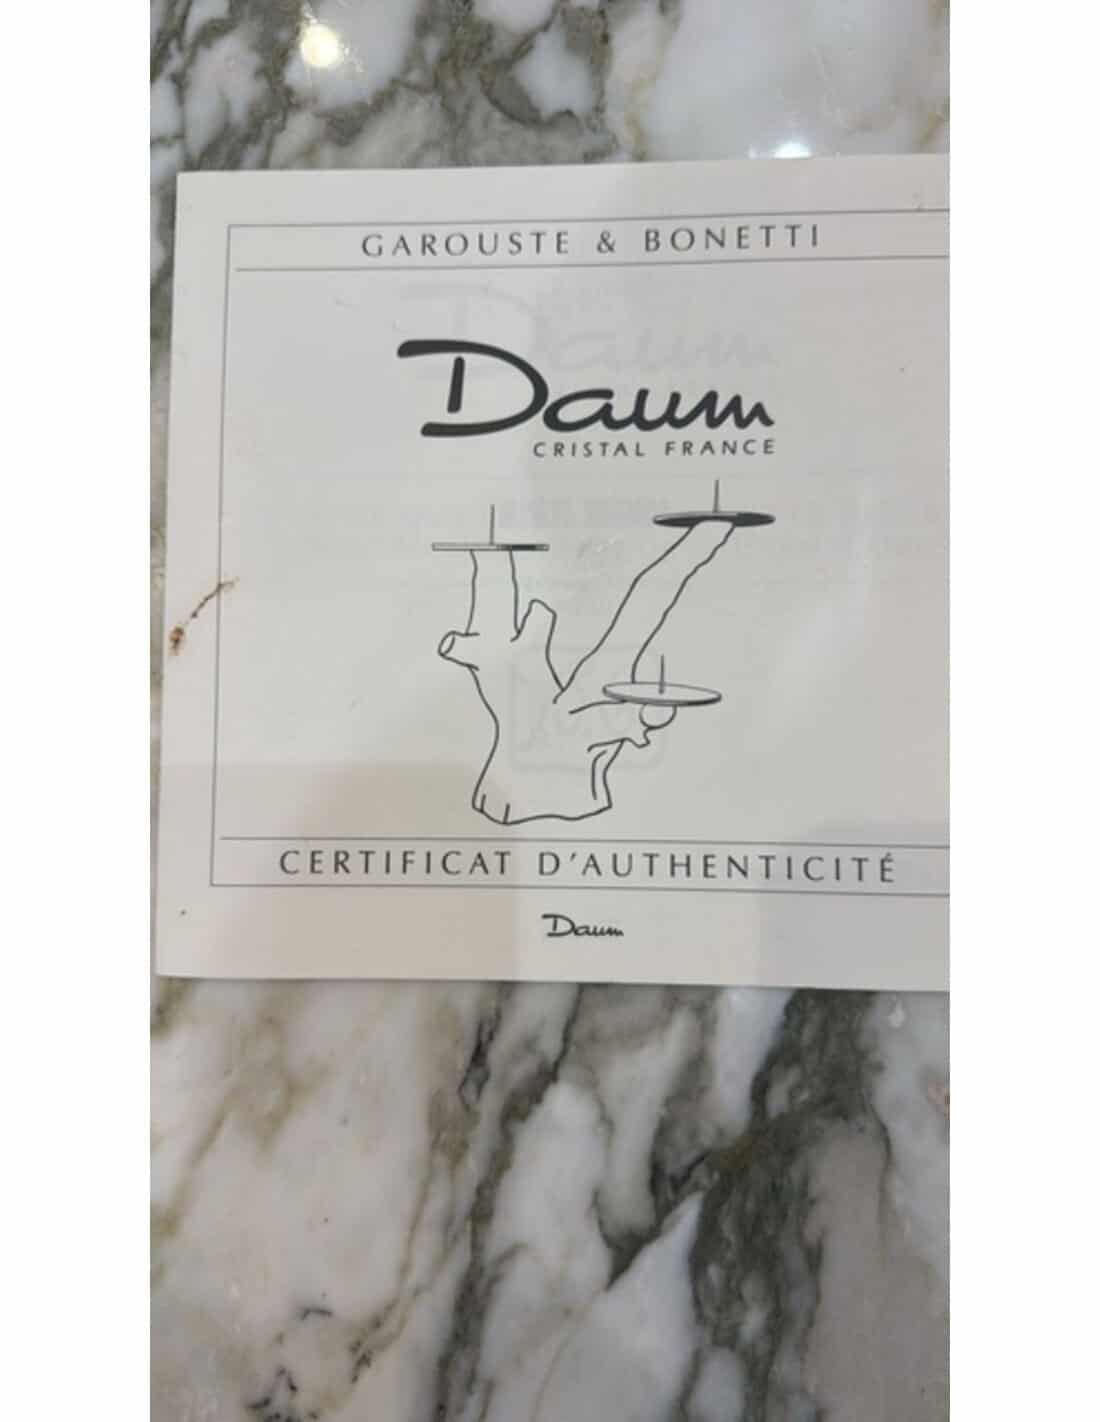 GAROUSTE & BONETTI
Daum
CRISTAL FRANCE
CERTIFICAT D'AUTHENTICITÉ
Daum